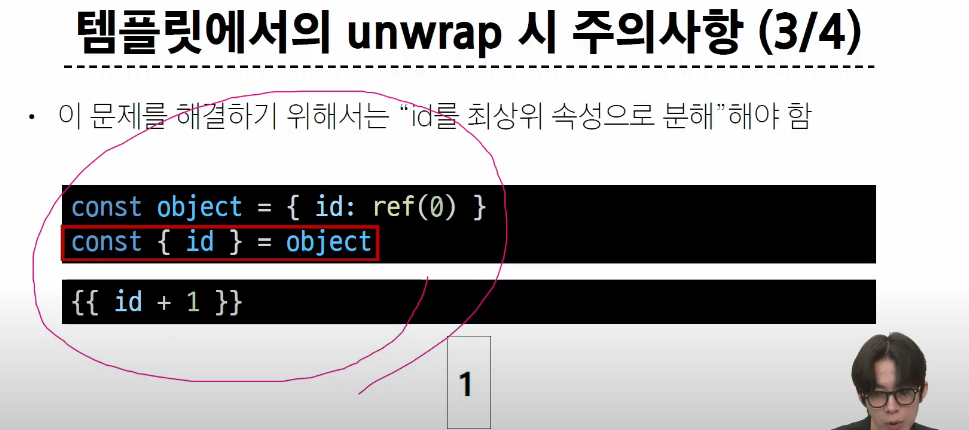 템플릿에서의 unwrap 시 주의사항 (3/4)
• 이 문제를 해결하기 위해서는 “id를 최상위 속성으로 분해”해야 함
const object = { id: ref(0) }
const { id } = object
{{ id + 1 }}
1